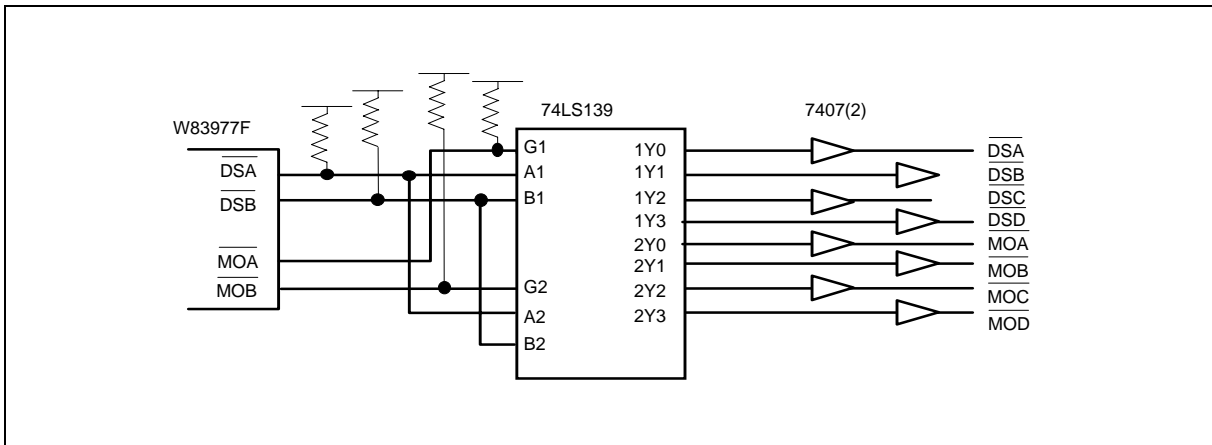 74LS139
7407(2)
W83977F
DSA
DSB
MOA
MOB
G1
A1
B1
G2
A2
B2
1Y0
1Y1
1Y2
1Y3
2Y0
2Y1
2Y2
2Y3
DSA
DSB
DSC
DSD
MOA
MOB
MOC
MOD